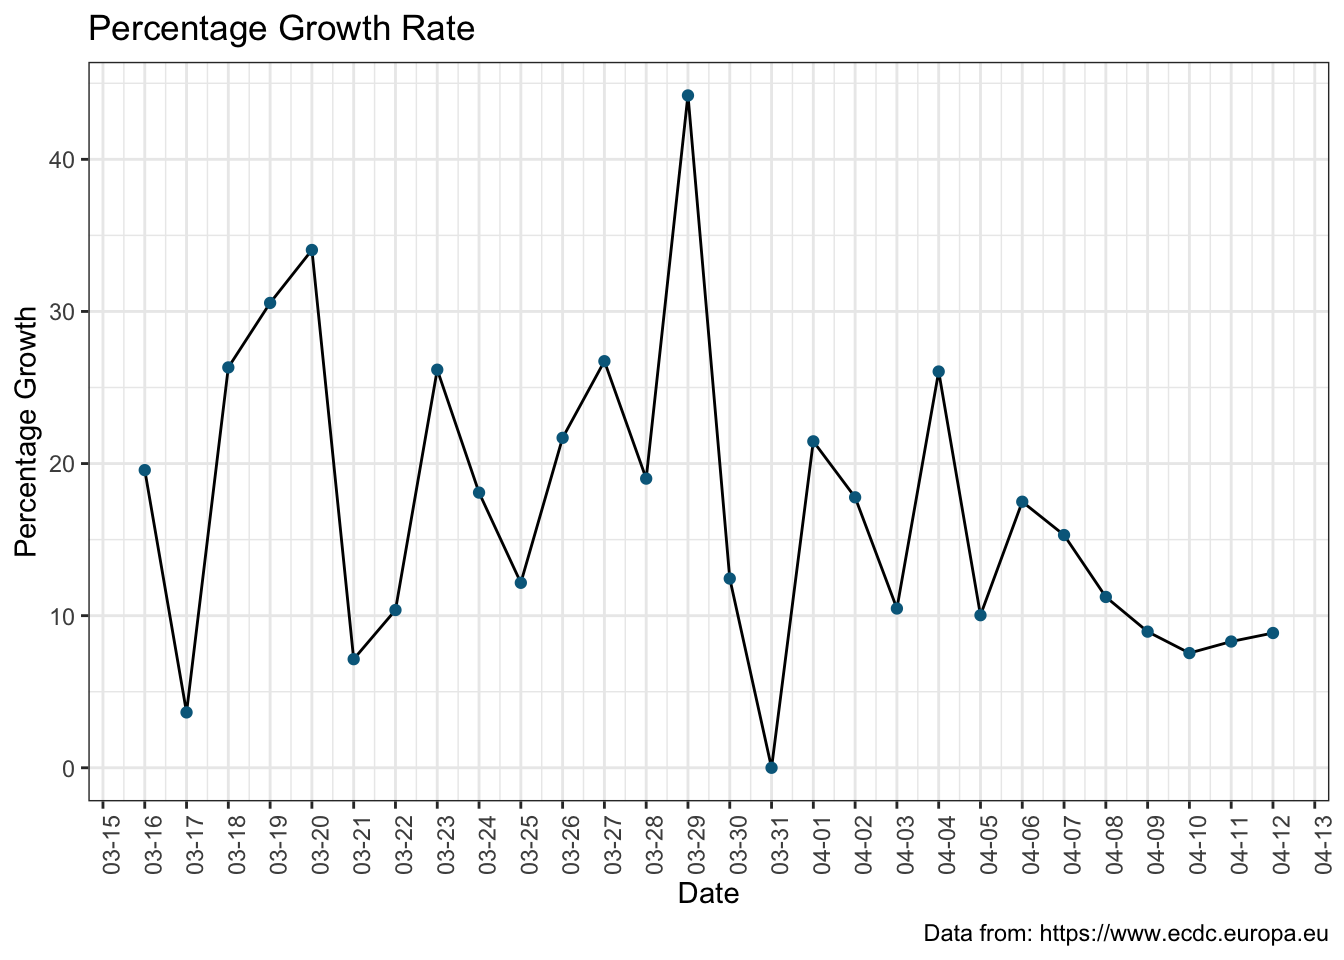 Percentage Growth Rate
Percentage Growth
40
30
20
10
0
03-15 03-16 03-17 03-18 03-19 03-20 03-21 03-22 03-23 03-24 03-25 03-26 03-27 03-28 03-29 03-30 03-31 04-01 04-02 04-03 04-04 04-05 04-06 04-07 04-08 04-09 04-10 04-11 04-12 04-13
Date
Data from: https://www.ecdc.europa.eu